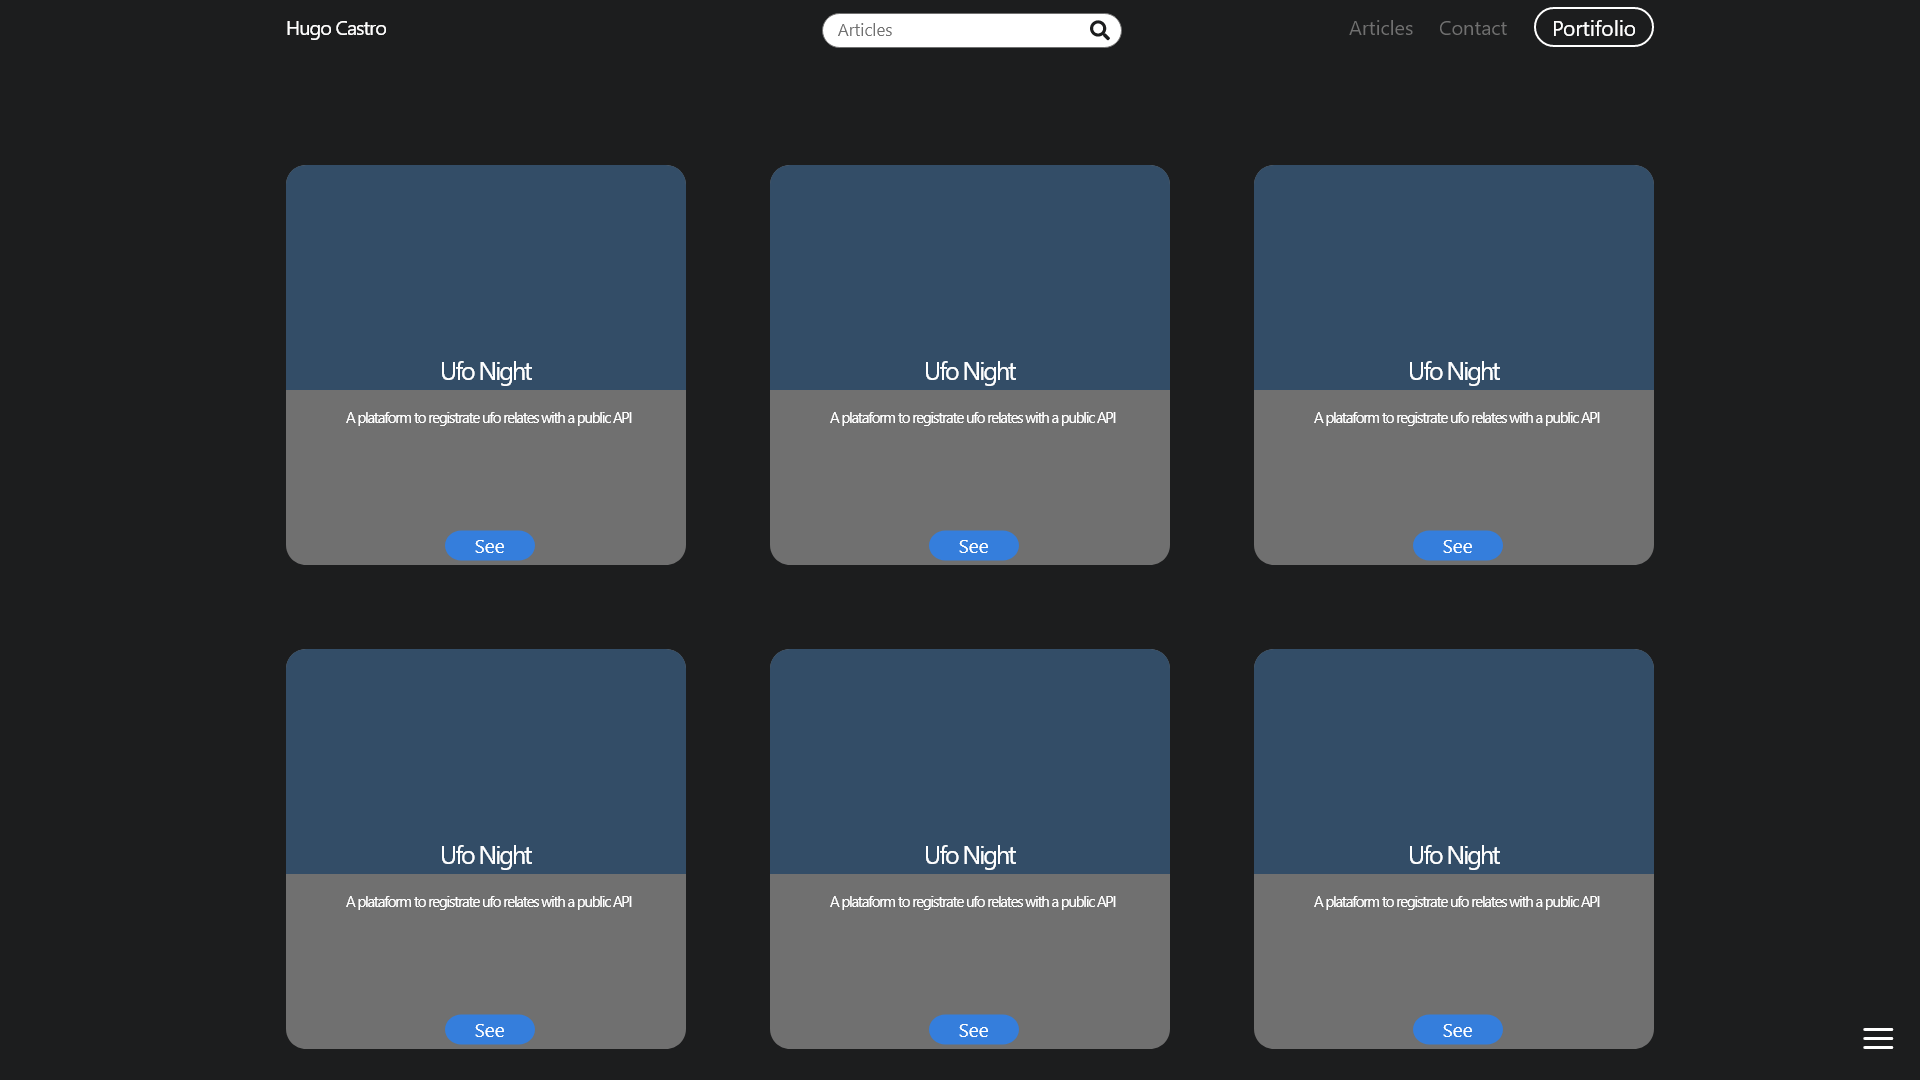 Hugo Castro
Articles
Articles
Contact
Portifolio
Ufo Night
A plataform to registrate ufo relates with a public API
See
Ufo Night
A plataform to registrate ufo relates with a public API
See
Ufo Night
A plataform to registrate ufo relates with a public API
See
Ufo Night
A plataform to registrate ufo relates with a public API
See
Ufo Night
A plataform to registrate ufo relates with a public API
See
Ufo Night
A plataform to registrate ufo relates with a public API
See